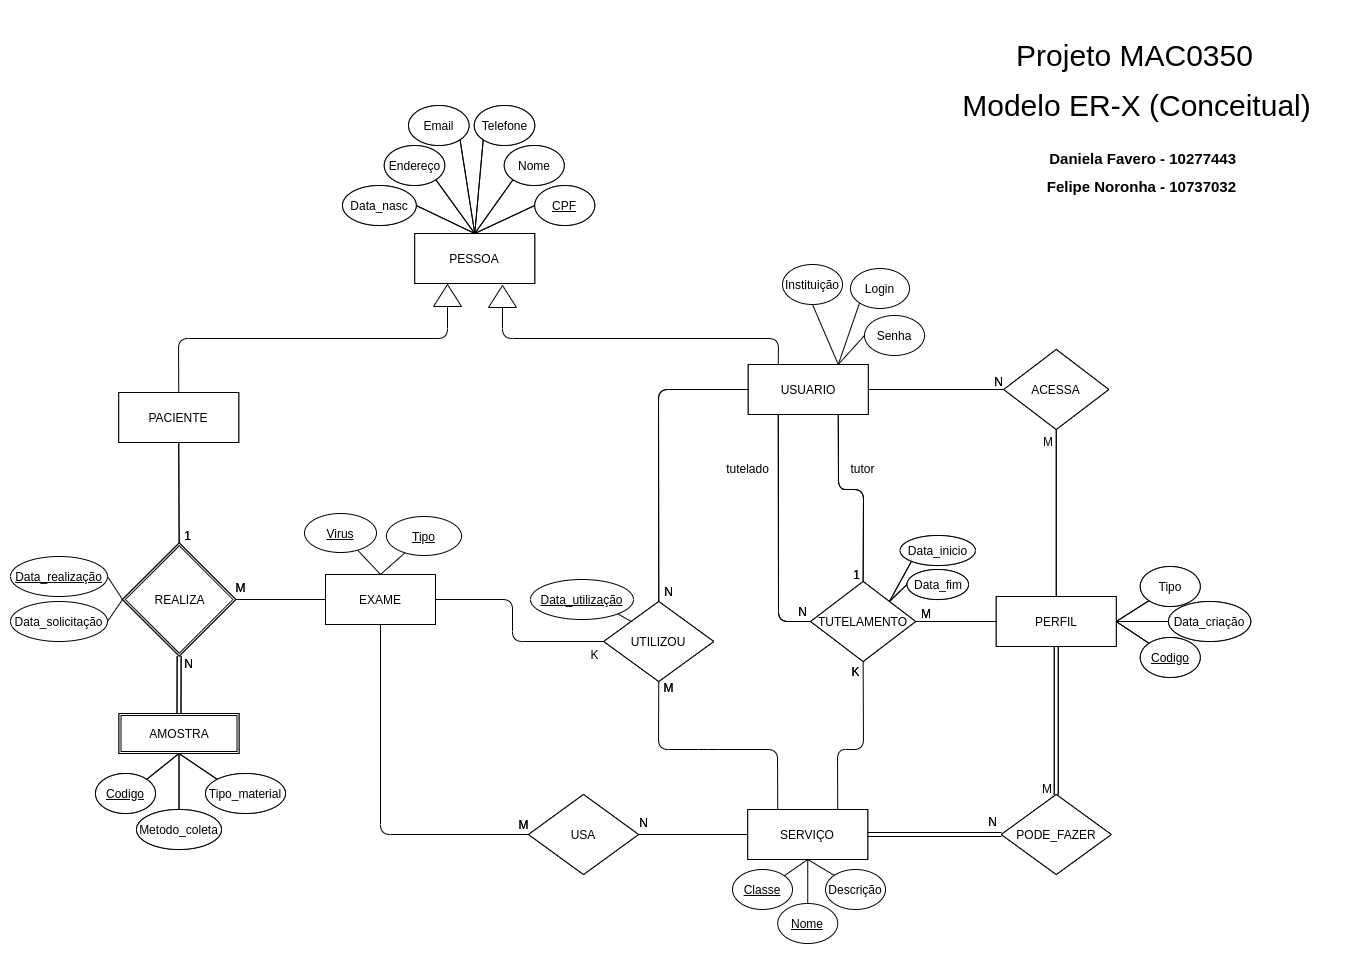 Projeto MAC0350
Modelo ER-X (Conceitual)
Daniela Favero - 10277443
Felipe Noronha - 10737032
Email
Telefone
Endereço
Nome
Data_nasc
CPF
PESSOA
Instituição
Login
Senha
PACIENTE
USUARIO
N
ACESSA
M
tutelado
tutor
1
Virus
Tipo
Data_realização
Data_solicitação
REALIZA
M
N
EXAME
Data_utilização
N
UTILIZOU
K
M
Data_inicio
Data_fim
1
N
TUTELAMENTO
M
K
PERFIL
Tipo
Data_criação
Codigo
AMOSTRA
Codigo
Tipo_material
Metodo_coleta
M
USA
N
SERVIÇO
N
M
PODE_FAZER
Classe
Descrição
Nome